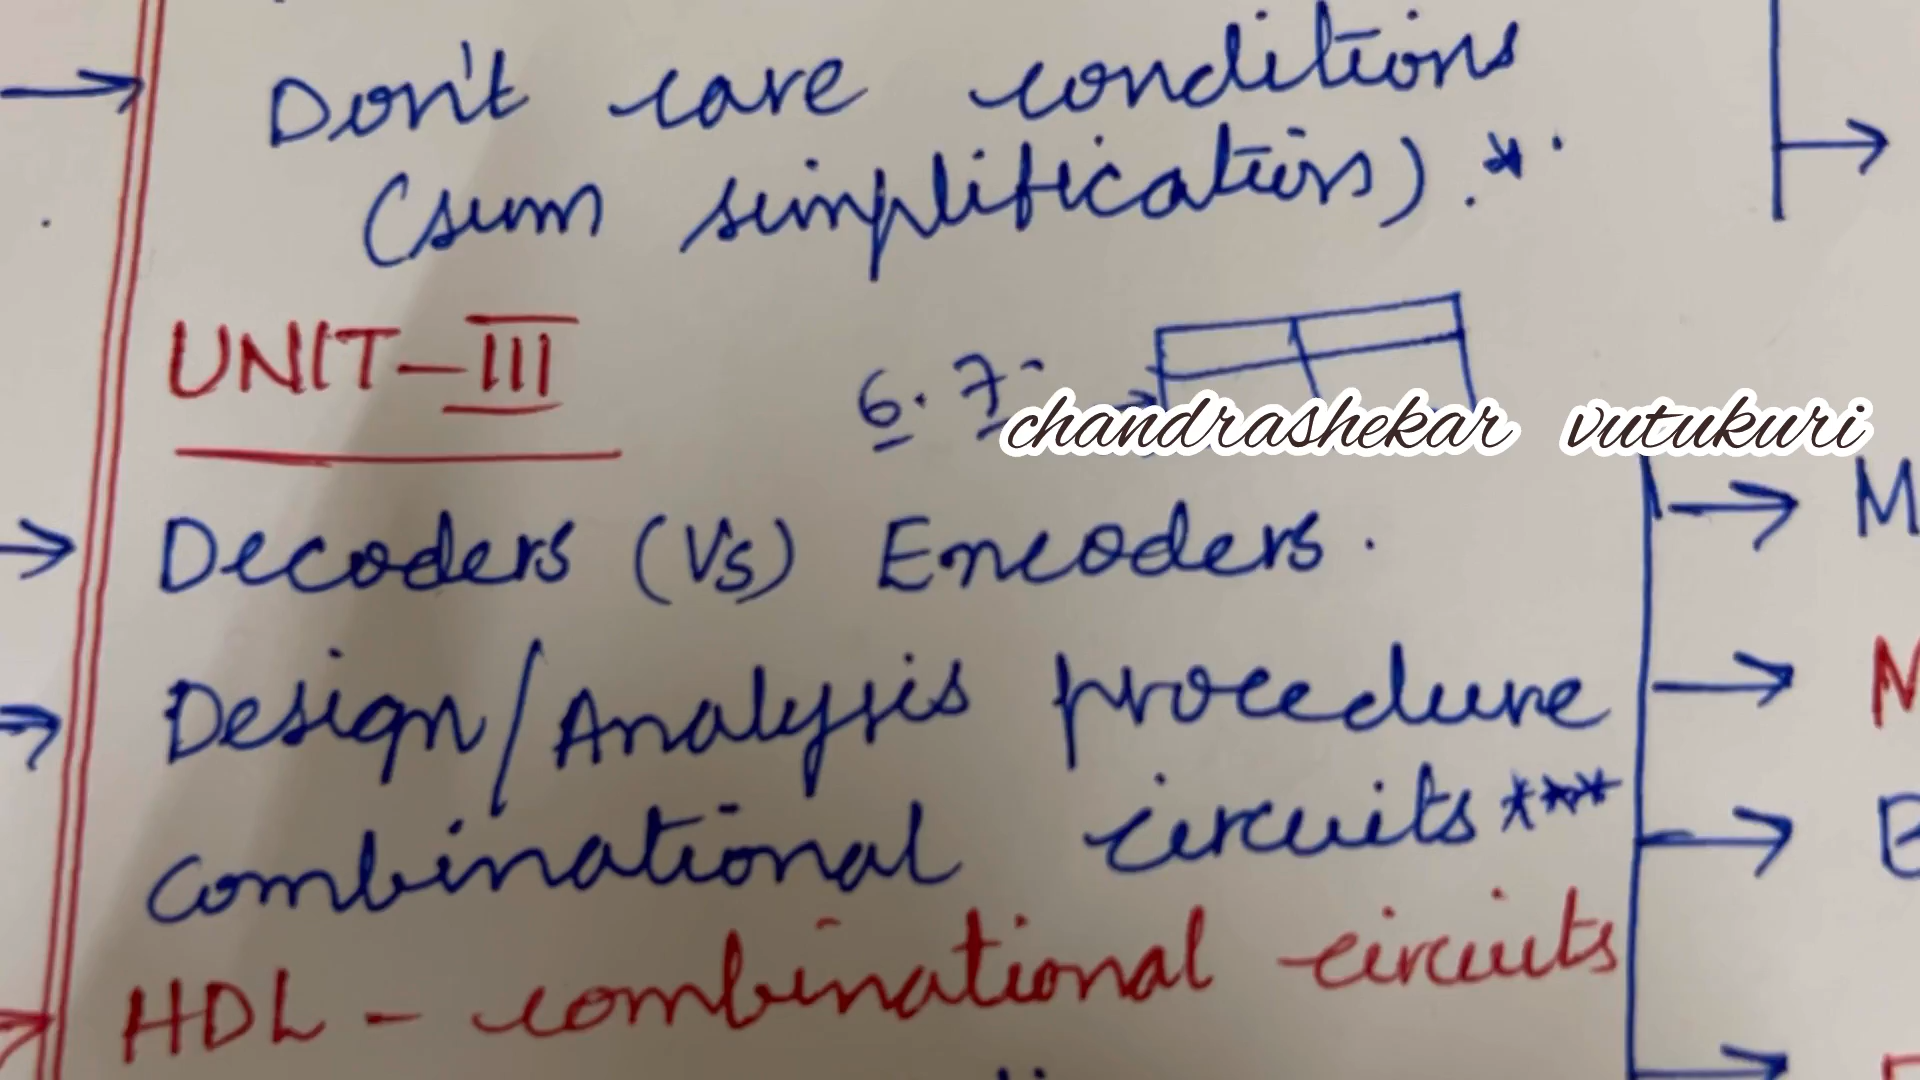 Don't care conditions
(sum simplifications).*.
UNIT-III
6. 7.
chandrashekar vutukuri
Decoders (Vs) Encoders.
Design/Analysis procedure
combinational circuits***
HDL - combinational circuits